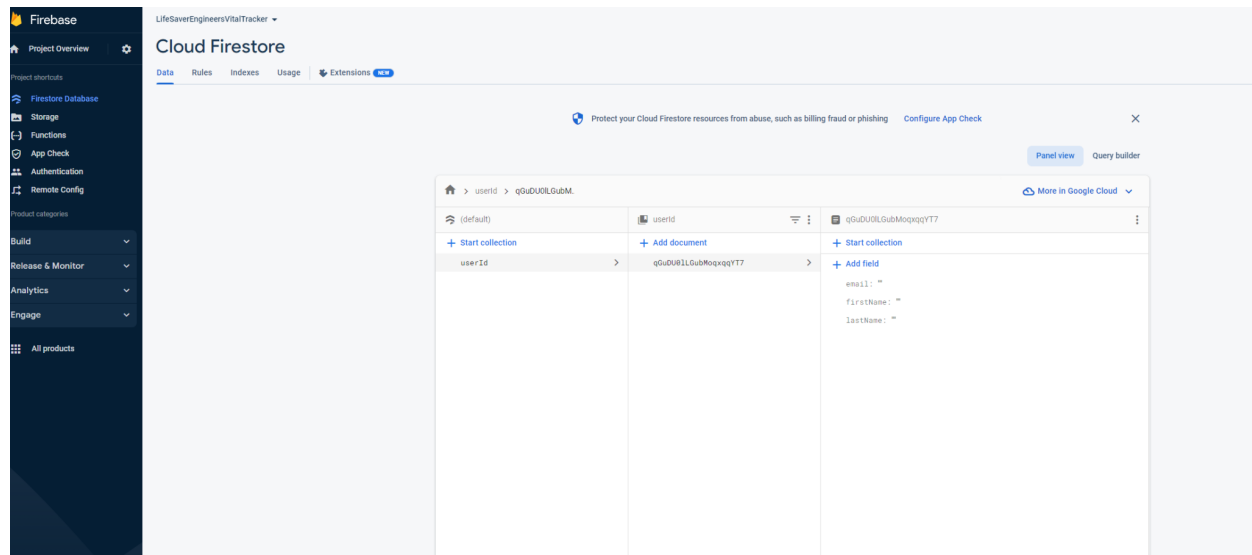 Firebase
Project Overview
Project shortcuts
Firestore Database
Storage
Functions
App Check
Authentication
Remote Config
Product categories
Build
Release & Monitor
Analytics
Engage
All products
LifeSaverEngineersVitalTracker
Cloud Firestore
Data Rules Indexes Usage Extensions NEW
Protect your Cloud Firestore resources from abuse, such as billing fraud or phishing Configure App Check
Panel view Query builder
userId > qGuDU0lLGubM.
More in Google Cloud
(default)
+ Start collection
userId
userId
+ Add document
qGuDU0lLGubMoqxqqYT7
qGuDU0lLGubMoqxqqYT7
+ Start collection
+ Add field
email: ""
firstName: ""
lastName: ""